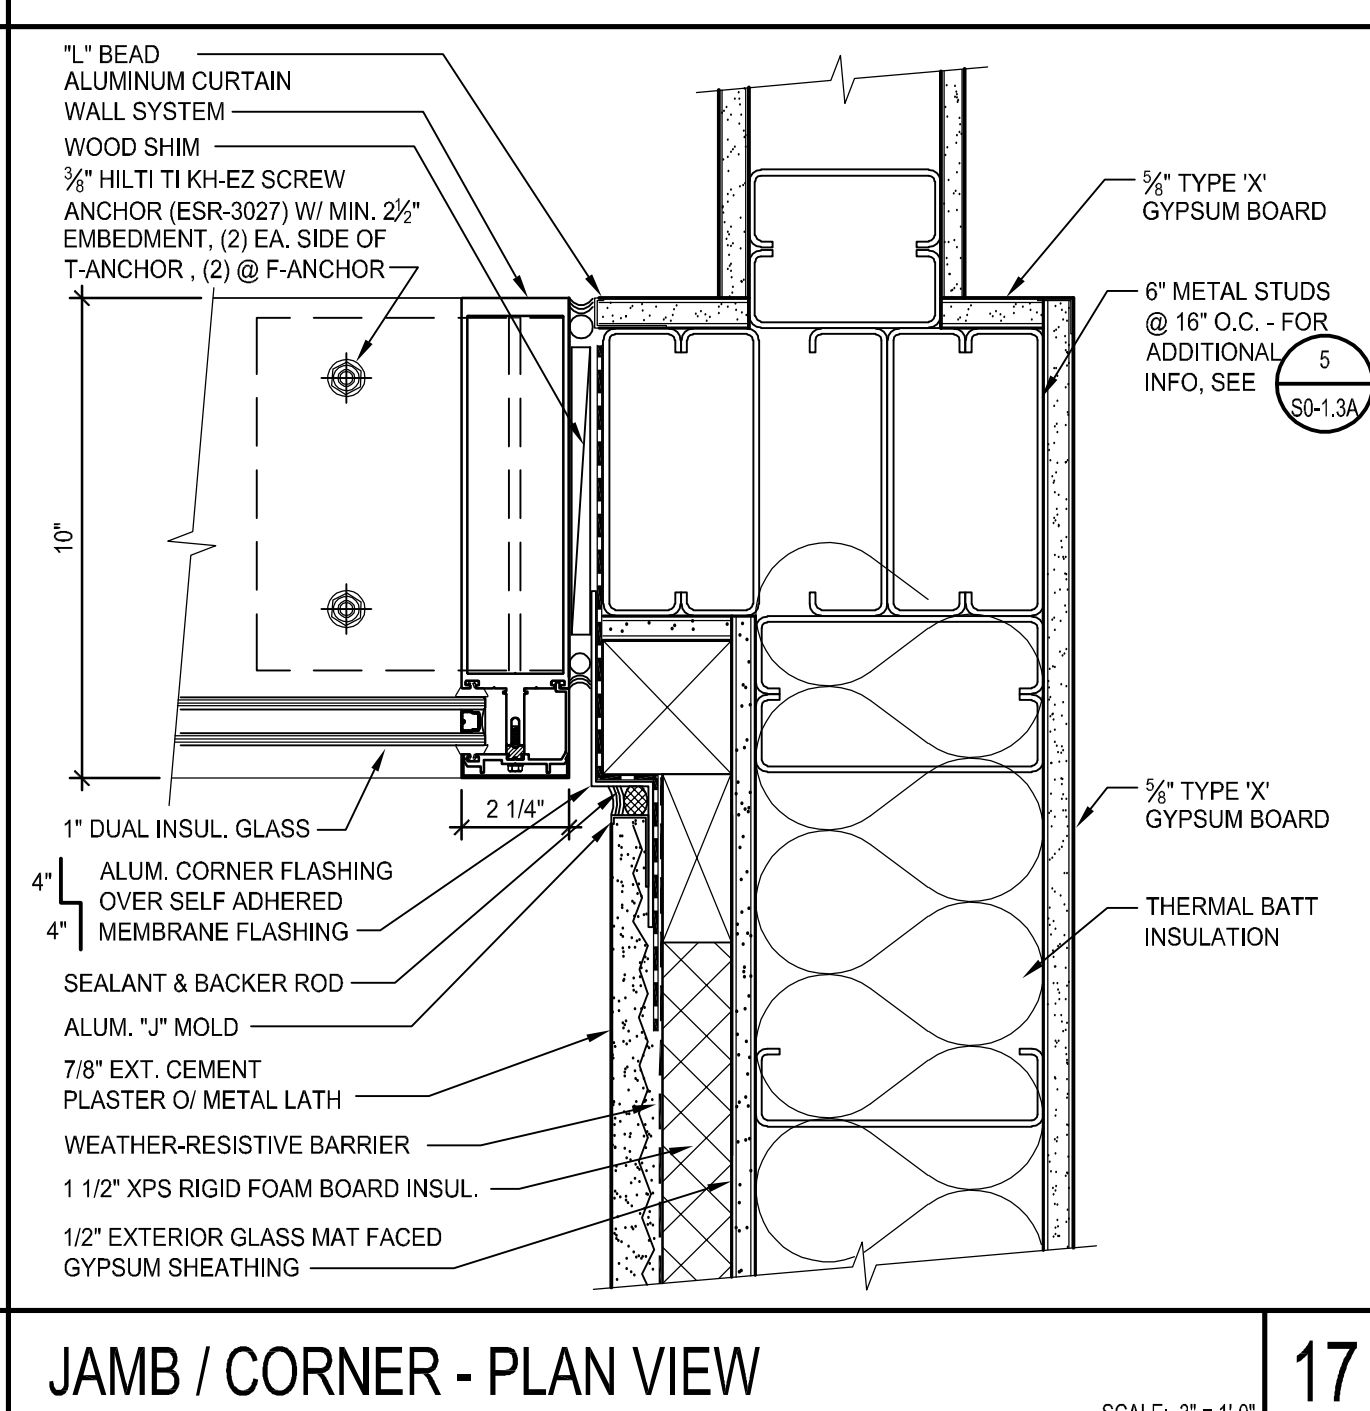 "L" BEAD
ALUMINUM CURTAIN
WALL SYSTEM
WOOD SHIM
⅜" HILTI TI KH-EZ SCREW
ANCHOR (ESR-3027) W/ MIN. 2½"
EMBEDMENT, (2) EA. SIDE OF
T-ANCHOR , (2) @ F-ANCHOR
10"
2 1/4"
1" DUAL INSUL. GLASS
4"
4"
ALUM. CORNER FLASHING
OVER SELF ADHERED
MEMBRANE FLASHING
SEALANT & BACKER ROD
ALUM. "J" MOLD
7/8" EXT. CEMENT
PLASTER O/ METAL LATH
WEATHER-RESISTIVE BARRIER
1 1/2" XPS RIGID FOAM BOARD INSUL.
1/2" EXTERIOR GLASS MAT FACED
GYPSUM SHEATHING
⅝" TYPE 'X'
GYPSUM BOARD
6" METAL STUDS
@ 16" O.C. - FOR
ADDITIONAL
INFO, SEE
5
S0-1.3A
⅝" TYPE 'X'
GYPSUM BOARD
THERMAL BATT
INSULATION
JAMB / CORNER - PLAN VIEW
SCALE: 3" = 1'-0"
17